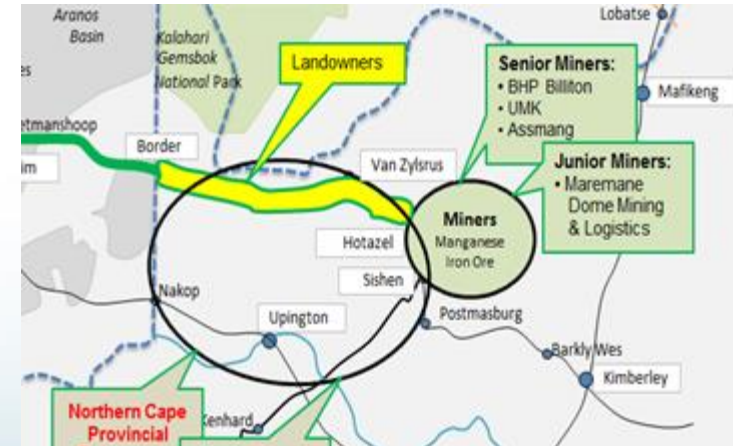 Aranos
Basin
Kalahari
Gemsbok
National Park
Lobatse
Landowners
Senior Miners:
• BHP Billiton
• UMK
• Assmang
Mafikeng
etmanshoop
Border
Van Zylsrus
Junior Miners:
• Maremane
Dome Mining
& Logistics
Miners
Manganese
Iron Ore
Hotazel
Sishen
Nakop
Upington
Postmasburg
Barkly Wes
Kimberley
Northern Cape
Provincial
Kenhard